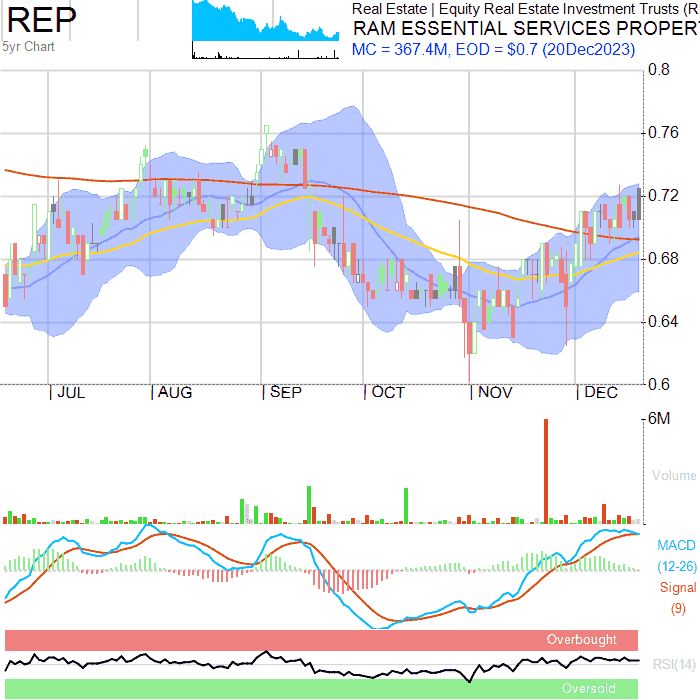 REP
5yr Chart
Real Estate | Equity Real Estate Investment Trusts (R
RAM ESSENTIAL SERVICES PROPER
MC = 367.4M, EOD = $0.7 (20Dec2023)
0.8
0.76
0.72
0.68
0.64
0.6
JUL AUG SEP OCT NOV DEC
6M
Volume
MACD
(12-26)
Signal
(9)
Overbought
RSI(14)
Oversold